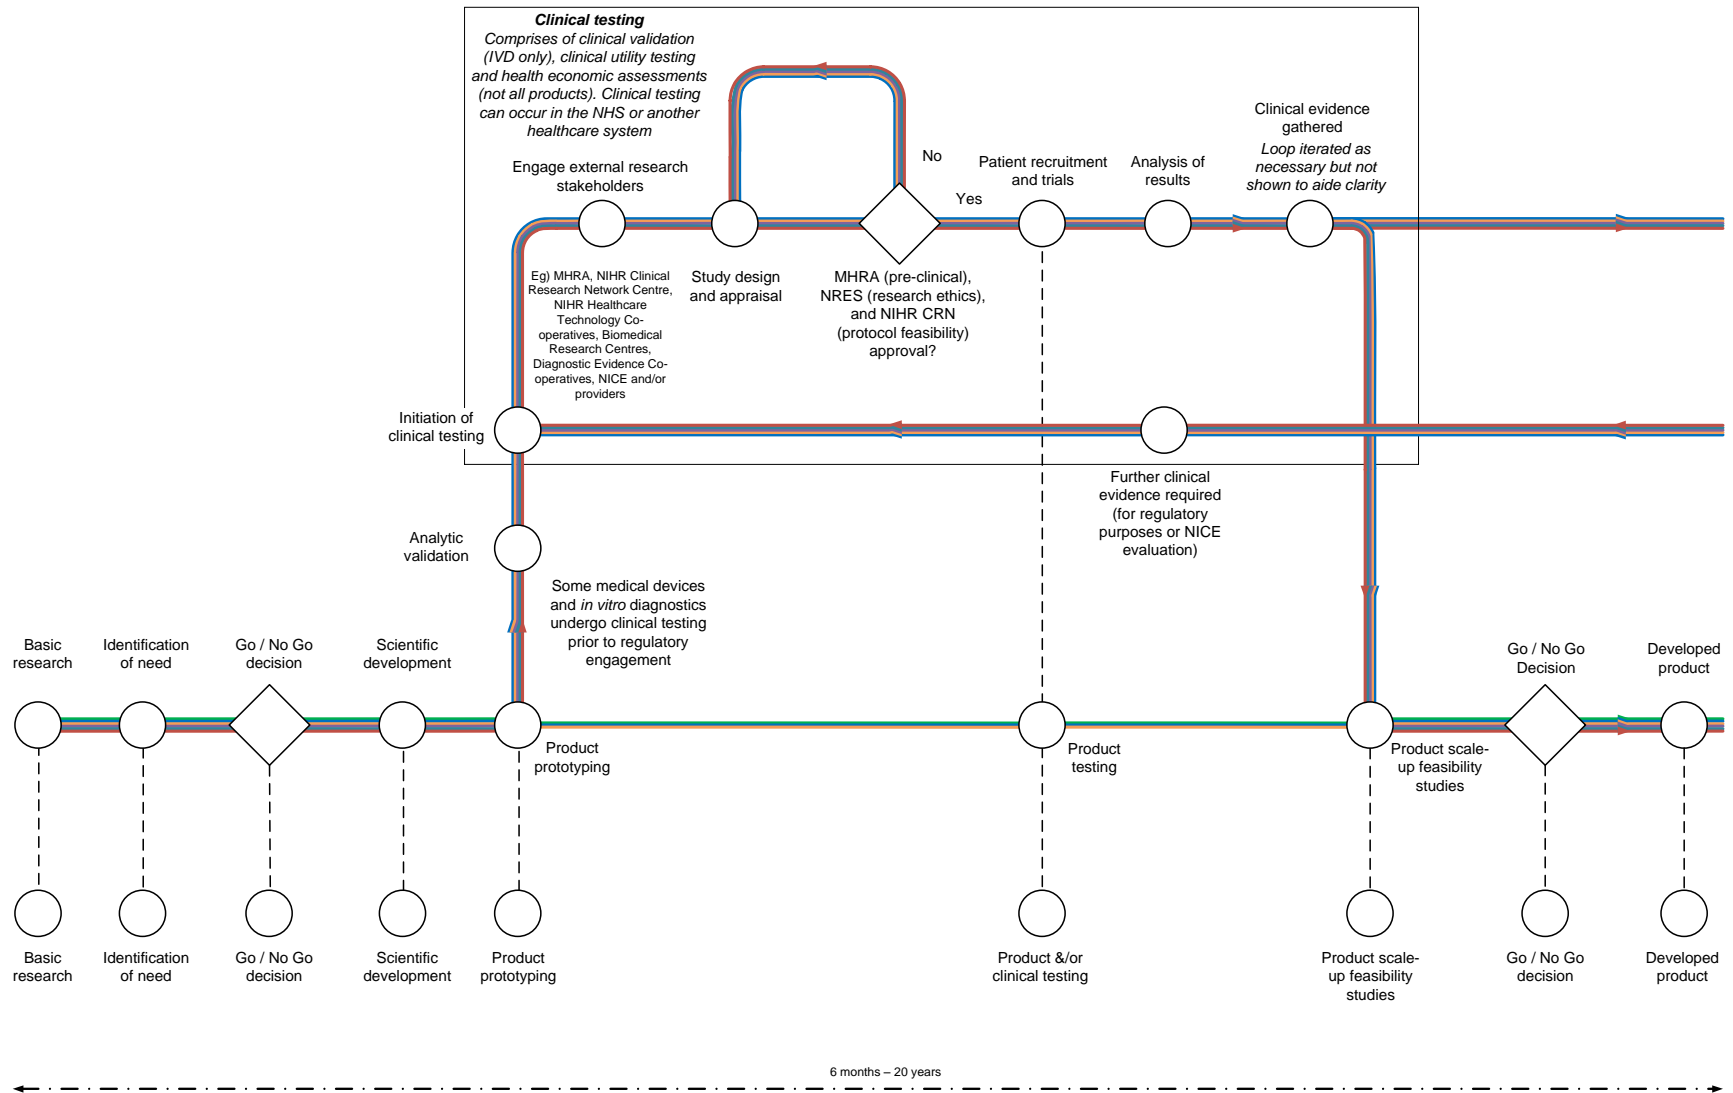 Clinical testing
Comprises of clinical validation
(IVD only), clinical utility testing
and health economic assessments
(not all products). Clinical testing
can occur in the NHS or another
healthcare system
Engage external research
stakeholders
No
Yes
Patient recruitment
and trials
Analysis of
results
Clinical evidence
gathered
Loop iterated as
necessary but not
shown to aide clarity
Eg) MHRA, NIHR Clinical
Research Network Centre,
NIHR Healthcare
Technology Co-
operatives, Biomedical
Research Centres,
Diagnostic Evidence Co-
operatives, NICE and/or
providers
Study design
and appraisal
MHRA (pre-clinical),
NRES (research ethics),
and NIHR CRN
(protocol feasibility)
approval?
Initiation of
clinical testing
Further clinical
evidence required
(for regulatory
purposes or NICE
evaluation)
Analytic
validation
Some medical devices
and in vitro diagnostics
undergo clinical testing
prior to regulatory
engagement
Basic
research
Identification
of need
Go / No Go
decision
Scientific
development
Product
prototyping
Product
testing
Product scale-
up feasibility
studies
Go / No Go
Decision
Developed
product
Basic
research
Identification
of need
Go / No Go
decision
Scientific
development
Product
prototyping
Product &/or
clinical testing
Product scale-
up feasibility
studies
Go / No Go
decision
Developed
product
6 months – 20 years